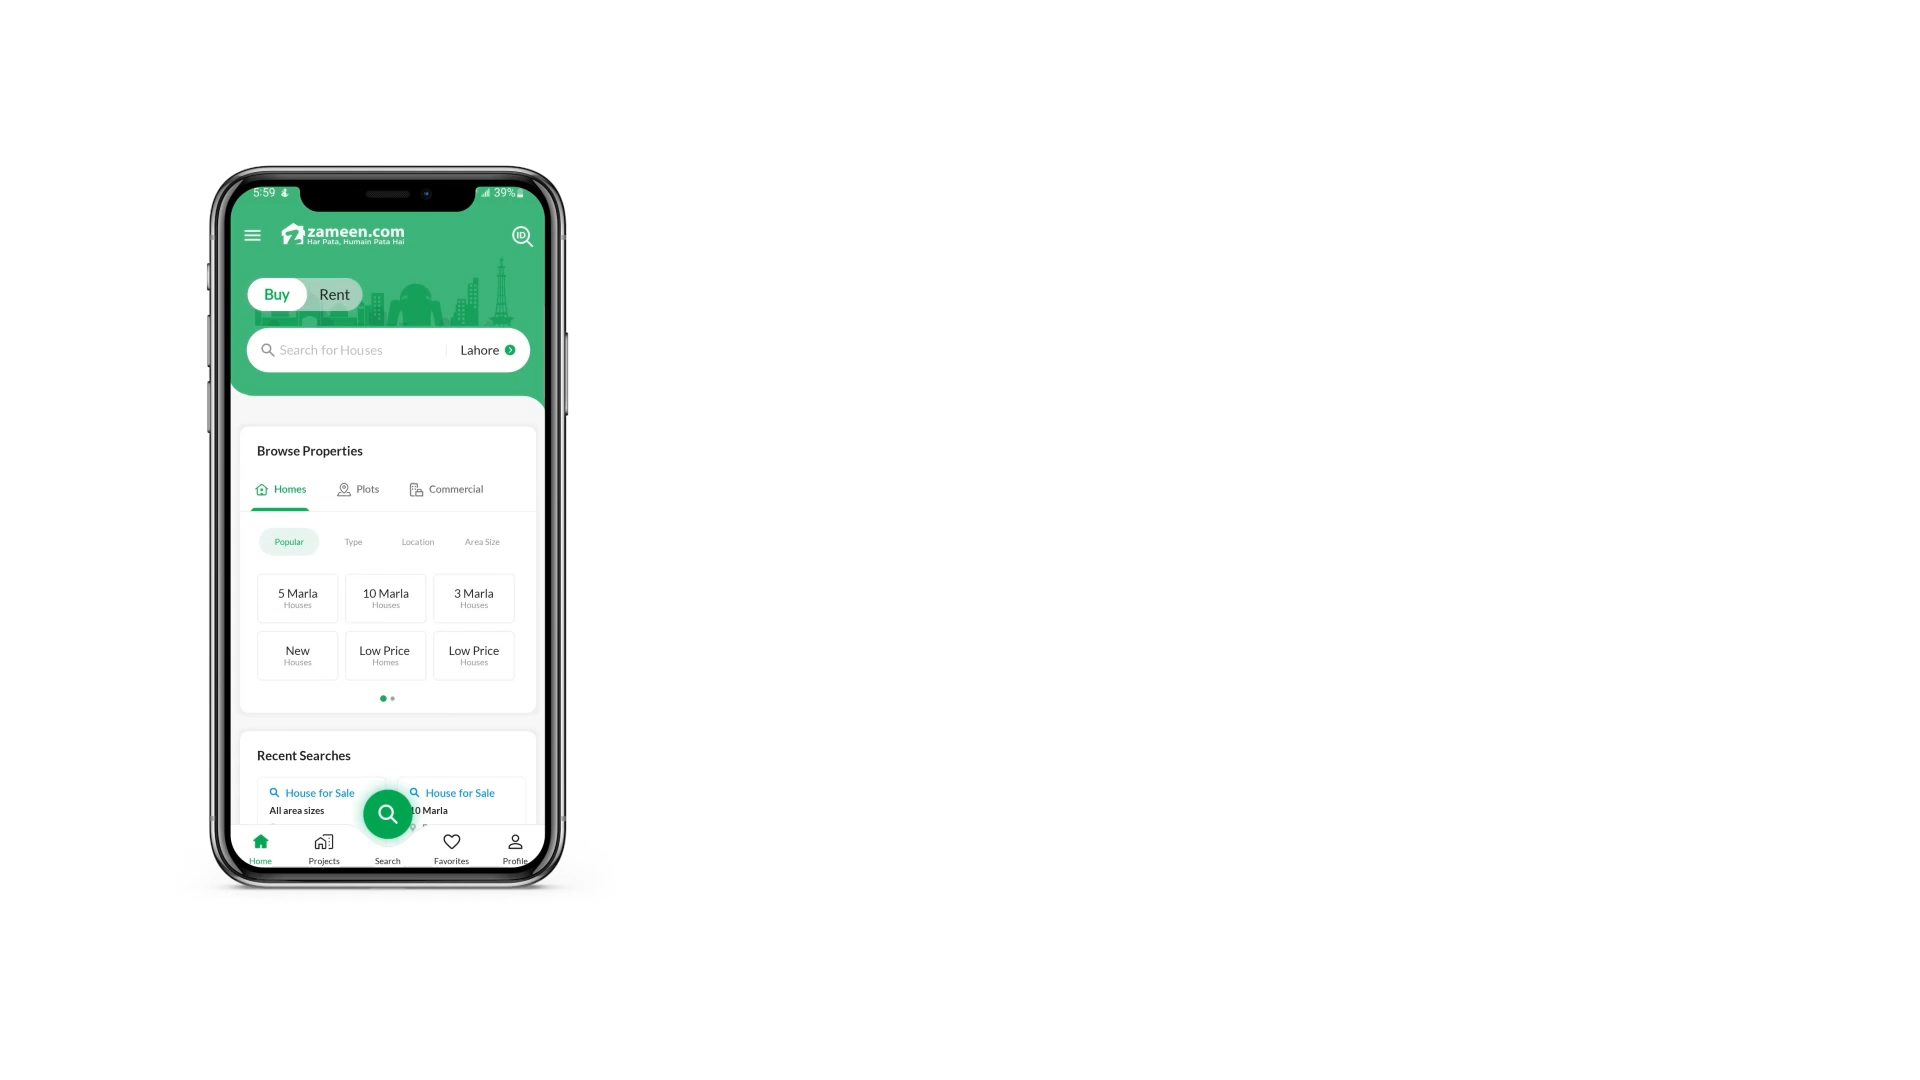 5:59
39%
zameen.com
Har Pata, Humain Pata Hai
ID
Buy Rent
Search for Houses Lahore
Browse Properties
Homes Plots Commercial
Popular Type Location Area Size
5 Marla 10 Marla 3 Marla
Houses Houses Houses
New Low Price Low Price
Houses Homes Houses
Recent Searches
House for Sale House for Sale
All area sizes 10 Marla
Home Projects Search Favorites Profile